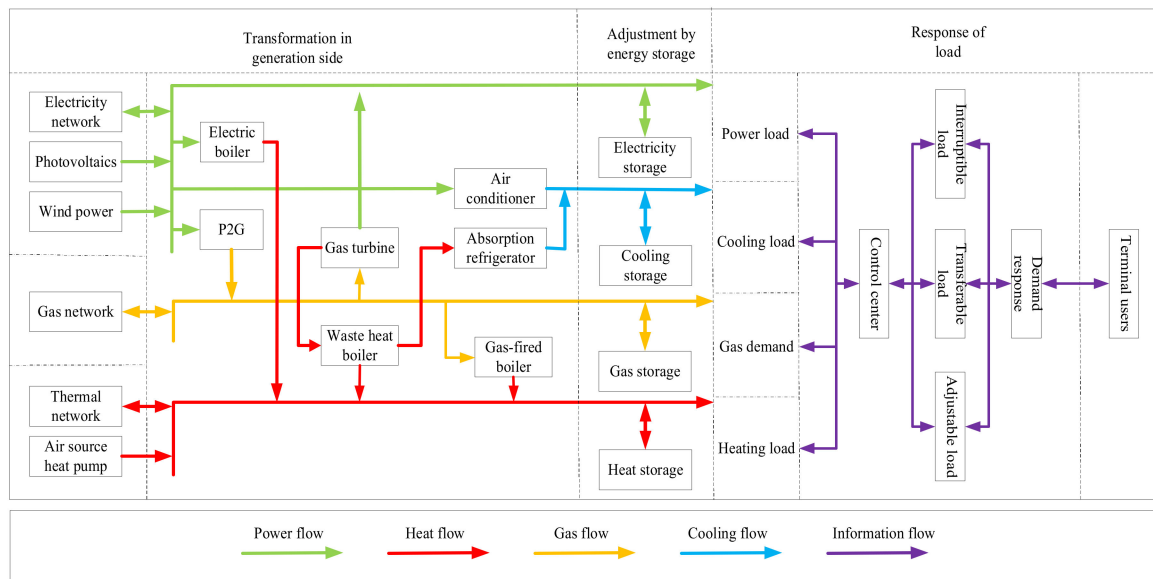 Transformation in
generation side
Adjustment by
energy storage
Response of
load
Electricity
network
Photovoltaics
Wind power
Gas network
Thermal
network
Air source
heat pump
Electric
boiler
P2G
Gas turbine
Waste heat
boiler
Air
conditioner
Absorption
refrigerator
Gas-fired
boiler
Electricity
storage
Cooling
storage
Gas storage
Heat storage
Power load
Cooling load
Gas demand
Heating load
Control center
Interruptible
load
Transferable
load
Adjustable load
Demand
response
Terminal users
Power flow
Heat flow
Gas flow
Cooling flow
Information flow